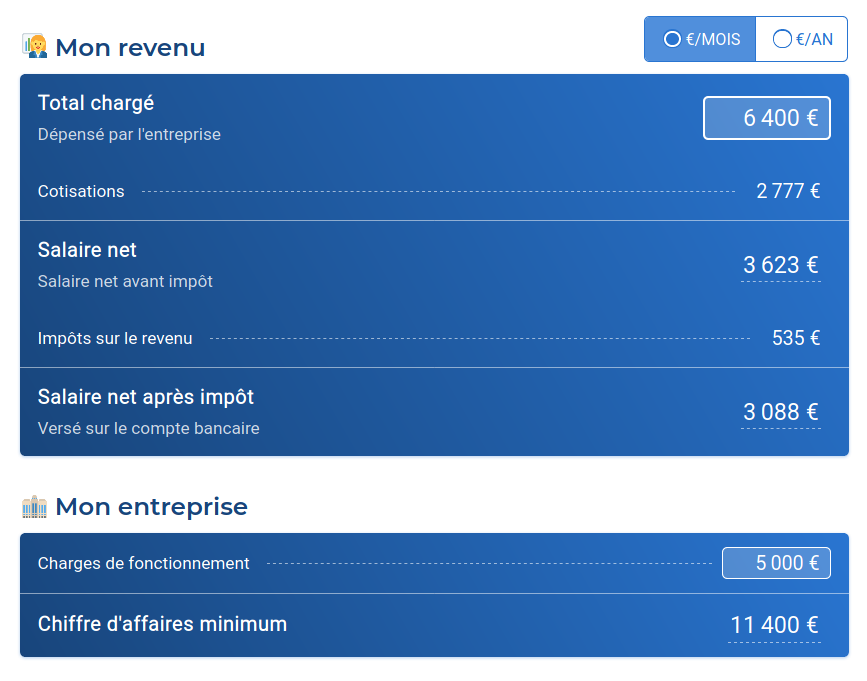 Mon revenu
€/MOIS
€/AN
Total chargé
6 400 €
Dépensé par l'entreprise
Cotisations
2 777 €
Salaire net
3 623 €
Salaire net avant impôt
Impôts sur le revenu
535 €
Salaire net après impôt
3 088 €
Versé sur le compte bancaire
Mon entreprise
Charges de fonctionnement
5 000 €
Chiffre d'affaires minimum
11 400 €